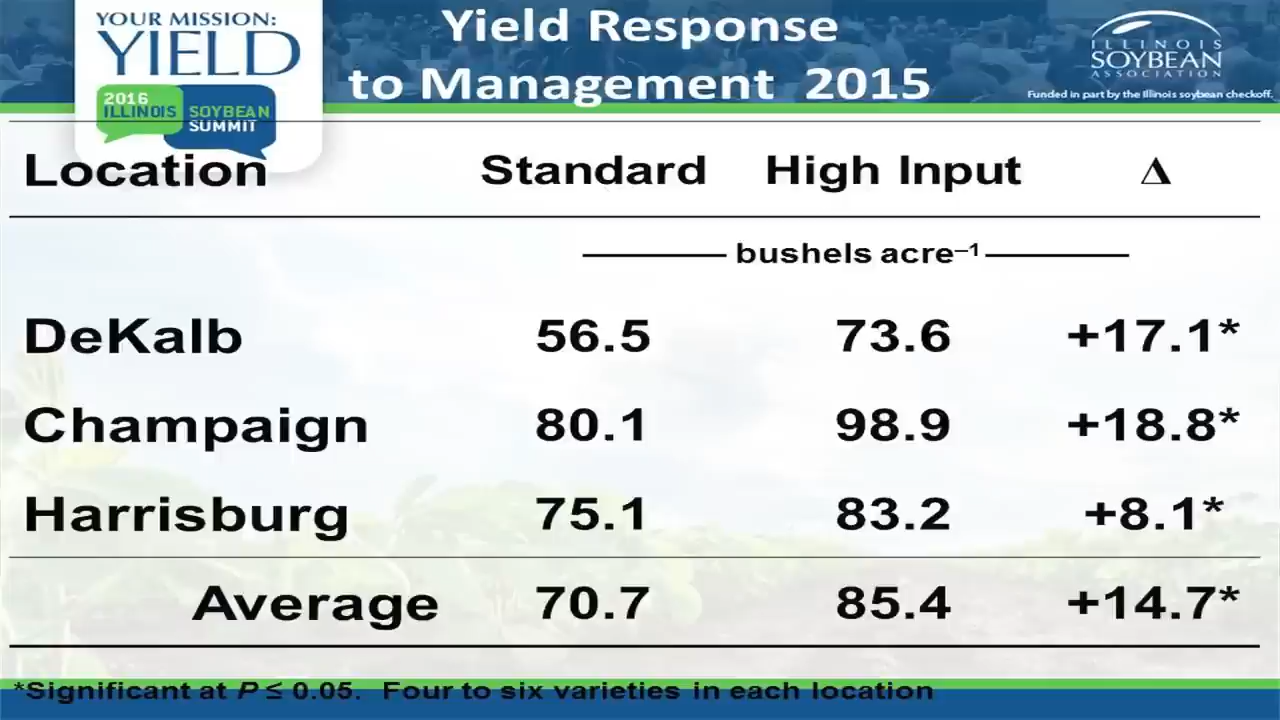 YOUR MISSION:
YIELD
2016
ILLINOIS SOYBEAN
SUMMIT
Yield Response
to Management 2015
ILLINOIS
SOYBEAN
ASSOCIATION
Funded in part by the Illinois soybean checkoff.
Location Standard High Input Δ
bushels acre⁻¹
DeKalb 56.5 73.6 +17.1*
Champaign 80.1 98.9 +18.8*
Harrisburg 75.1 83.2 +8.1*
Average 70.7 85.4 +14.7*
*Significant at P ≤ 0.05. Four to six varieties in each location